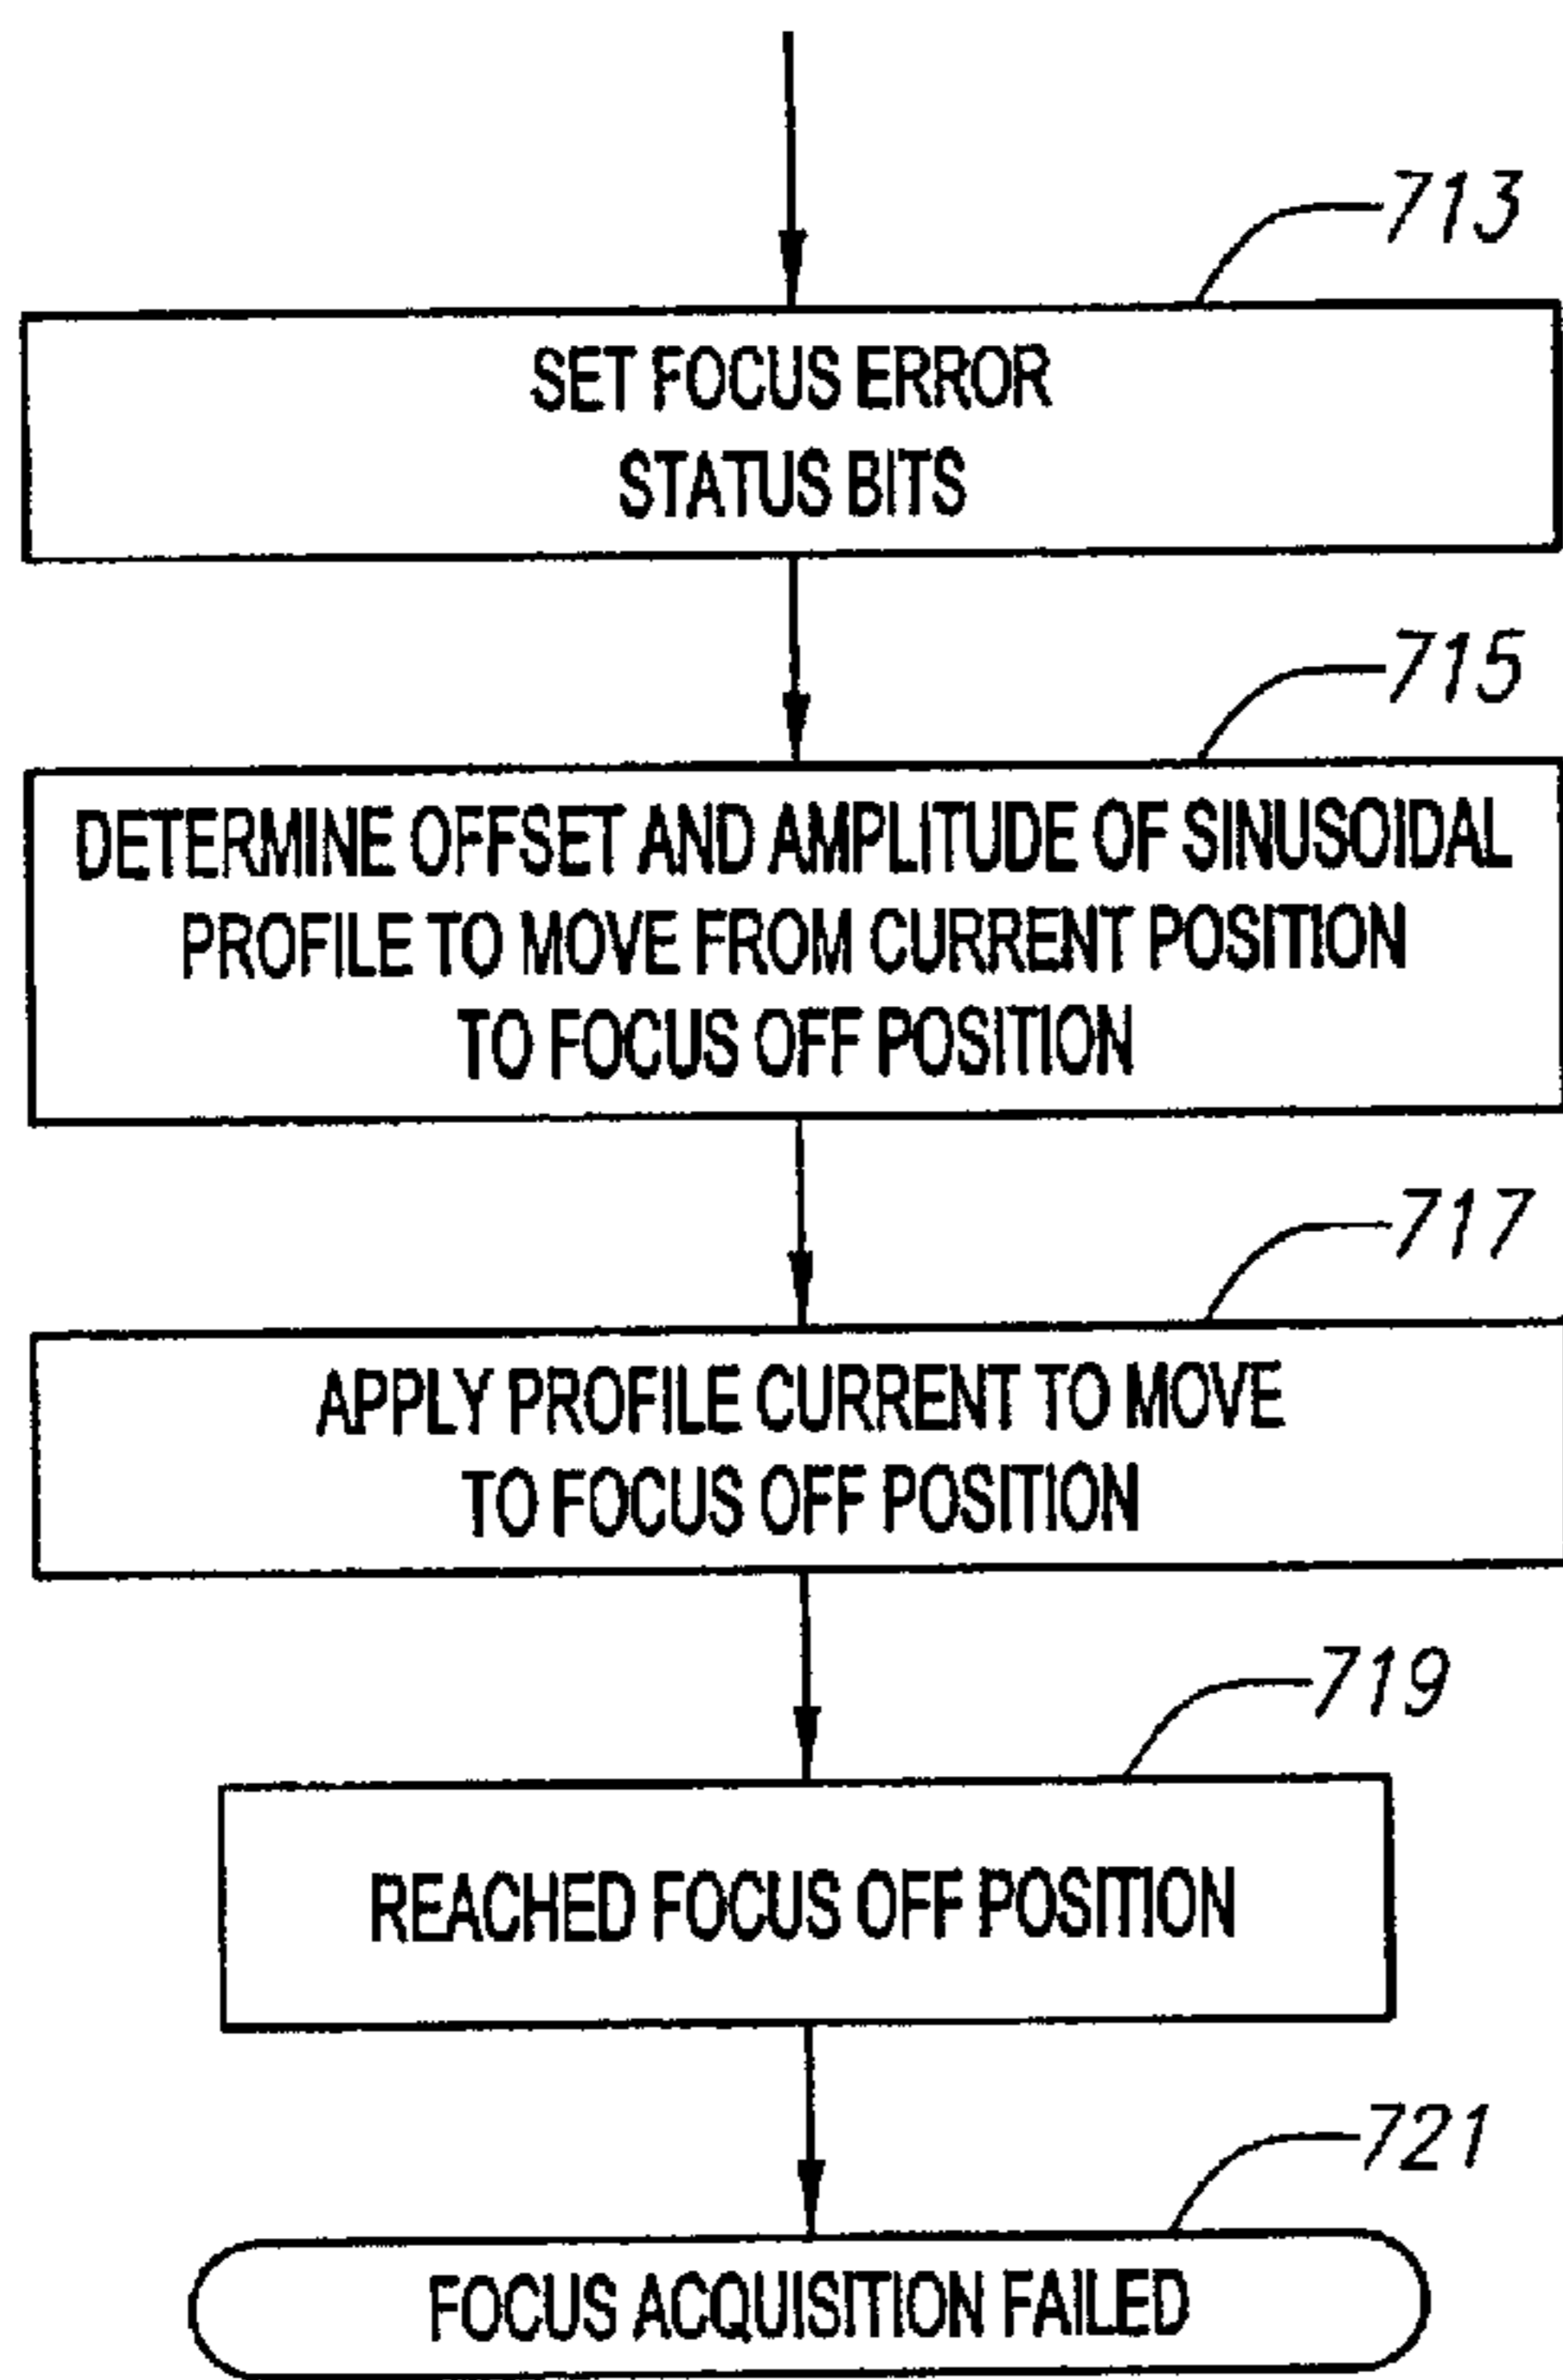 713
SET FOCUS ERROR
STATUS BITS
715
DETERMINE OFFSET AND AMPLITUDE OF SINUSOIDAL
PROFILE TO MOVE FROM CURRENT POSITION
TO FOCUS OFF POSITION
717
APPLY PROFILE CURRENT TO MOVE
TO FOCUS OFF POSITION
719
REACHED FOCUS OFF POSITION
721
FOCUS ACQUISITION FAILED